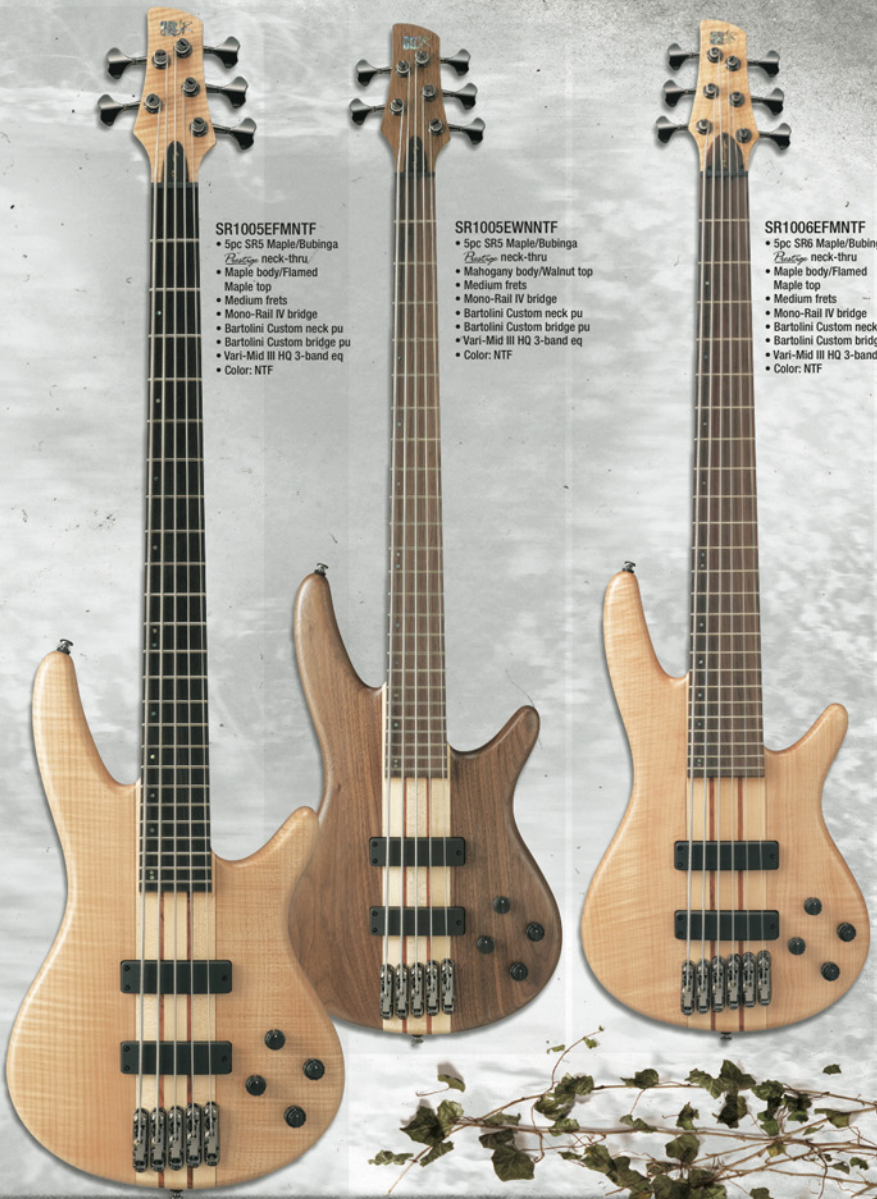 SR1005EFMNTF
• 5pc SR5 Maple/Bubinga
Prestige neck-thru
• Maple body/Flamed
Maple top
• Medium frets
• Mono-Rail IV bridge
• Bartolini Custom neck pu
• Bartolini Custom bridge pu
• Vari-Mid III HQ 3-band eq
• Color: NTF
SR1005EWNNTF
• 5pc SR5 Maple/Bubinga
Prestige neck-thru
• Mahogany body/Walnut top
• Medium frets
• Mono-Rail IV bridge
• Bartolini Custom neck pu
• Bartolini Custom bridge pu
• Vari-Mid III HQ 3-band eq
• Color: NTF
SR1006EFMNTF
• 5pc SR6 Maple/Bubing
Prestige neck-thru
• Maple body/Flamed
Maple top
• Medium frets
• Mono-Rail IV bridge
• Bartolini Custom neck
• Bartolini Custom bridg
• Vari-Mid III HQ 3-band
• Color: NTF